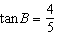 tan B = 4/5